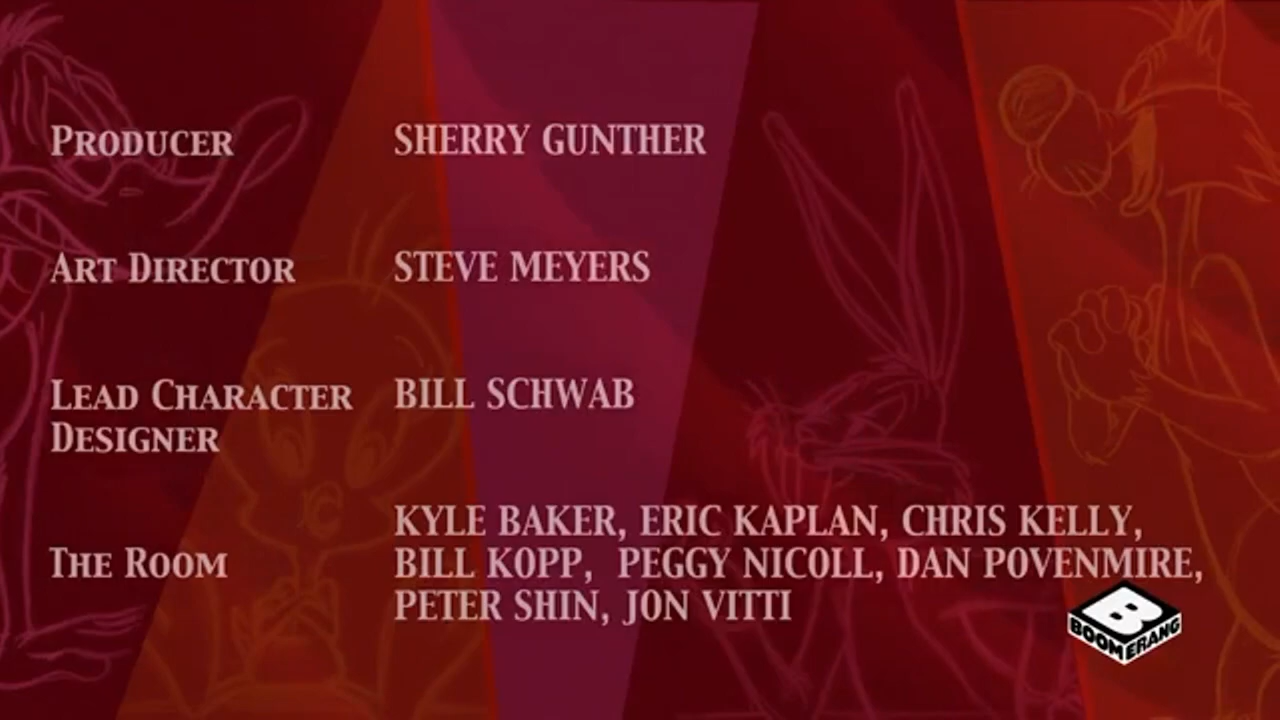 PRODUCER SHERRY GUNTHER
ART DIRECTOR STEVE MEYERS
LEAD CHARACTER BILL SCHWAB
DESIGNER
KYLE BAKER, ERIC KAPLAN, CHRIS KELLY,
THE ROOM BILL KOPP, PEGGY NICOLL, DAN POVENMIRE,
PETER SHIN, JON VITTI
B
BOOMERANG